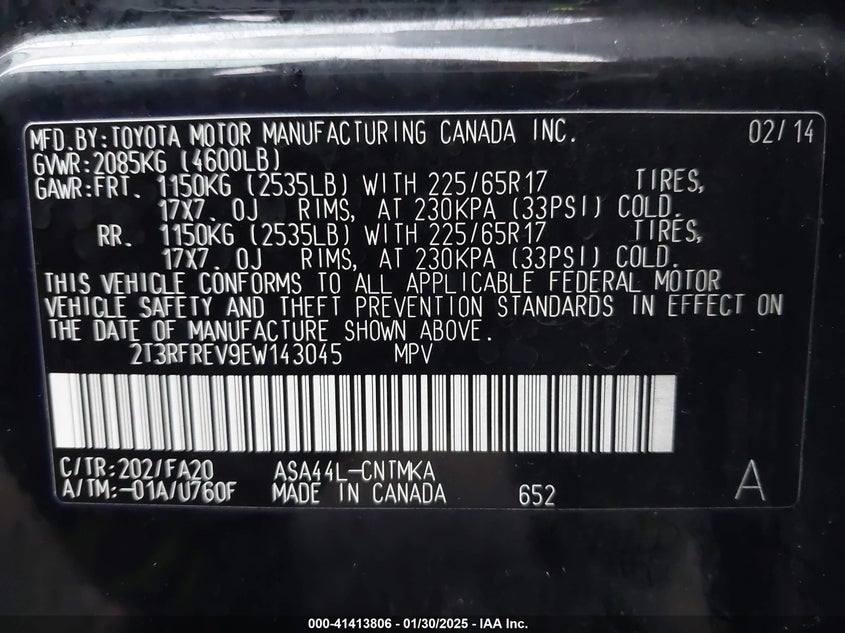 MFD.BY:TOYOTA MOTOR MANUFACTURING CANADA INC. 02/14
GVWR:2085KG (4600LB)
GAWR:FRT. 1150KG (2535LB) WITH 225/65R17 TIRES,
17X7.0J RIMS, AT 230KPA (33PSI) COLD.
RR. 1150KG (2535LB) WITH 225/65R17 TIRES,
17X7.0J RIMS, AT 230KPA (33PSI) COLD.
THIS VEHICLE CONFORMS TO ALL APPLICABLE FEDERAL MOTOR
VEHICLE SAFETY AND THEFT PREVENTION STANDARDS IN EFFECT ON
THE DATE OF MANUFACTURE SHOWN ABOVE.
2T3RFREV9EW143045 MPV
C/TR:202/FA20 ASA44L-CNTMKA
A/TM:-01A/U760F MADE IN CANADA 652 A
000-41413806 - 01/30/2025 - IAA Inc.